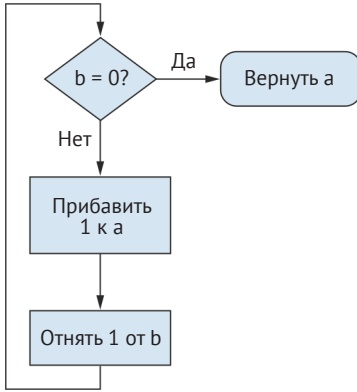 b = 0?
Да
Вернуть a
Нет
Прибавить
1 к a
Отнять 1 от b